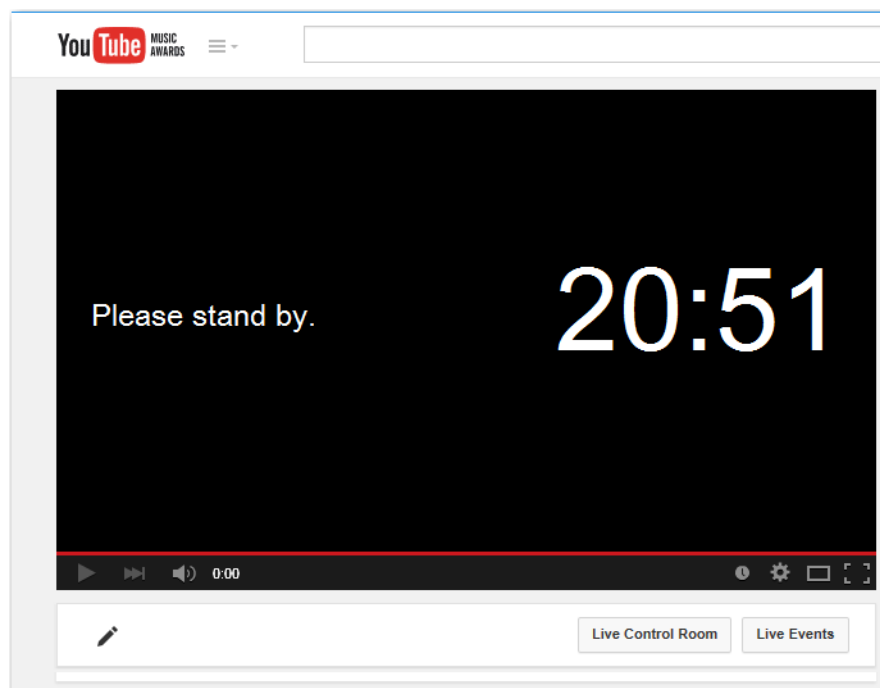 YouTube MUSIC AWARDS
Please stand by.
20:51
0:00
Live Control Room
Live Events